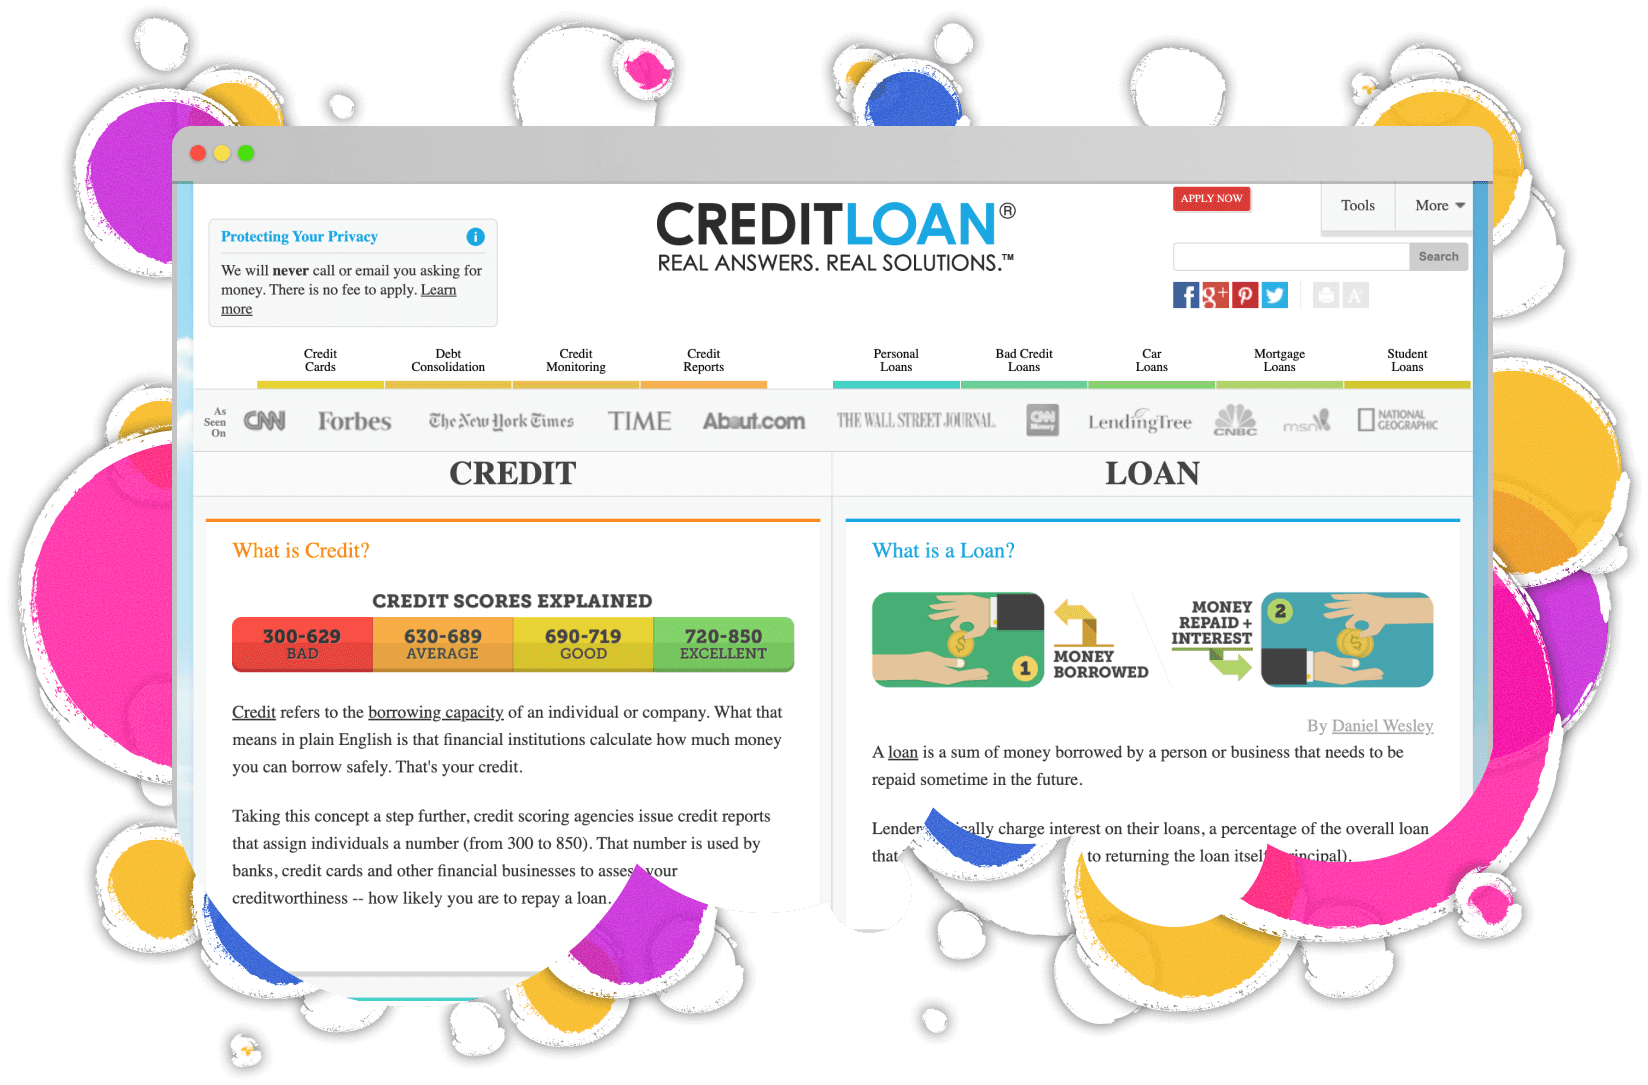 Protecting Your Privacy
We will never call or email you asking for
money. There is no fee to apply. Learn
more
CREDITLOAN®
REAL ANSWERS. REAL SOLUTIONS.™
APPLY NOW
Tools
More
Search
Credit
Cards
Debt
Consolidation
Credit
Monitoring
Credit
Reports
Personal
Loans
Bad Credit
Loans
Car
Loans
Mortgage
Loans
Student
Loans
As
Seen
On
CNN
Forbes
The New York Times
TIME
About.com
THE WALL STREET JOURNAL.
CNN
Money
LendingTree
CNBC
msn
NATIONAL
GEOGRAPHIC
CREDIT
What is Credit?
CREDIT SCORES EXPLAINED
300-629
BAD
630-689
AVERAGE
690-719
GOOD
720-850
EXCELLENT
Credit refers to the borrowing capacity of an individual or company. What that
means in plain English is that financial institutions calculate how much money
you can borrow safely. That's your credit.
Taking this concept a step further, credit scoring agencies issue credit reports
that assign individuals a number (from 300 to 850). That number is used by
banks, credit cards and other financial businesses to assess your
creditworthiness -- how likely you are to repay a loan.
LOAN
What is a Loan?
1
MONEY
BORROWED
MONEY
REPAID +
INTEREST
2
By Daniel Wesley
A loan is a sum of money borrowed by a person or business that needs to be
repaid sometime in the future.
charge interest on their loans, a percentage of the overall loan
that to returning the loan